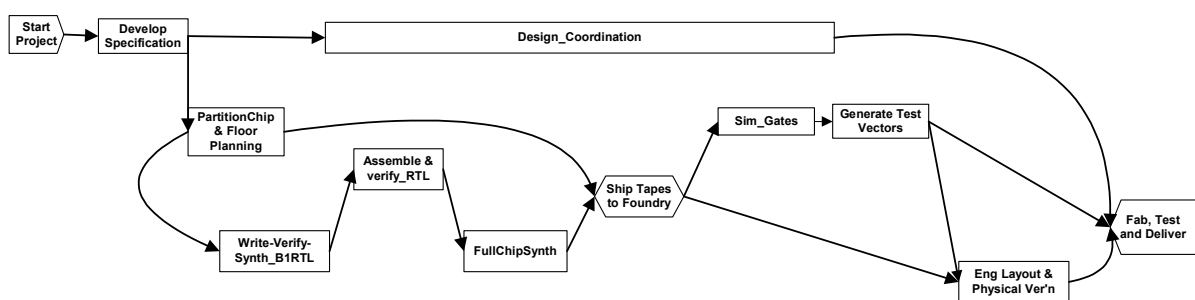 Start
Project
Develop
Specification
Design_Coordination
PartitionChip
& Floor
Planning
Sim_Gates
Generate Test
Vectors
Assemble &
verify_RTL
Ship Tapes
to Foundry
Fab, Test
and Deliver
Write-Verify-
Synth_B1RTL
FullChipSynth
Eng Layout &
Physical Ver'n